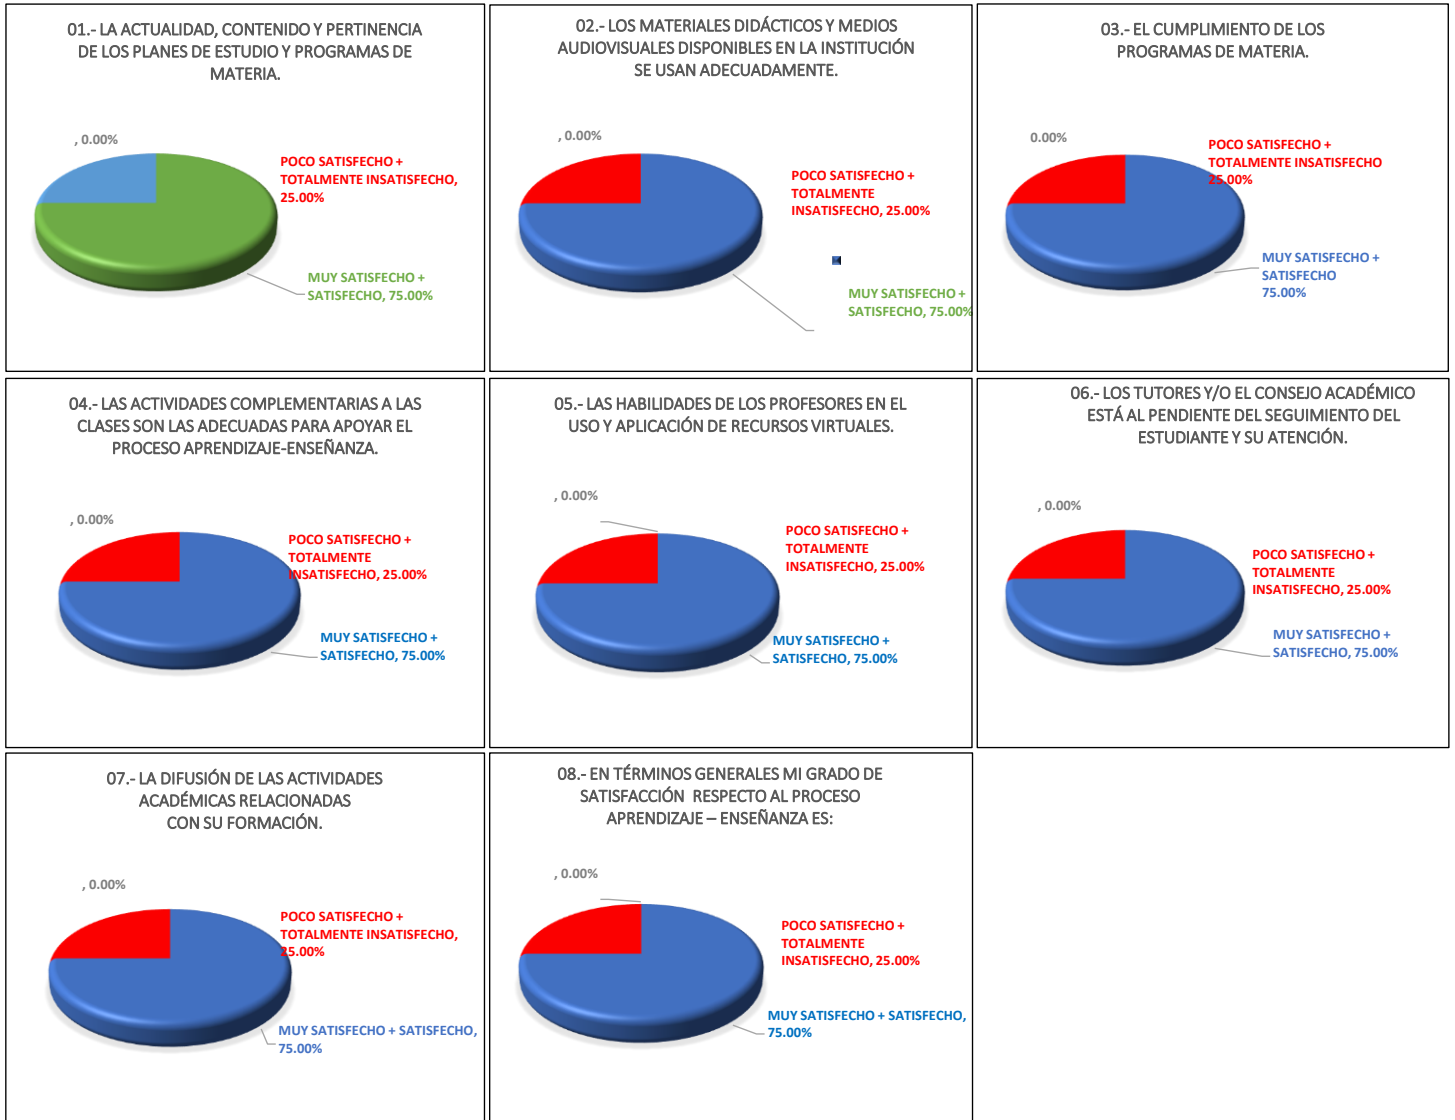 01.- LA ACTUALIDAD, CONTENIDO Y PERTINENCIA
DE LOS PLANES DE ESTUDIO Y PROGRAMAS DE
MATERIA.
, 0.00%
POCO SATISFECHO +
TOTALMENTE INSATISFECHO,
25.00%
MUY SATISFECHO +
SATISFECHO, 75.00%
02.- LOS MATERIALES DIDÁCTICOS Y MEDIOS
AUDIOVISUALES DISPONIBLES EN LA INSTITUCIÓN
SE USAN ADECUADAMENTE.
, 0.00%
POCO SATISFECHO +
TOTALMENTE
INSATISFECHO, 25.00%
MUY SATISFECHO +
SATISFECHO, 75.00%
03.- EL CUMPLIMIENTO DE LOS
PROGRAMAS DE MATERIA.
0.00%
POCO SATISFECHO +
TOTALMENTE INSATISFECHO
25.00%
MUY SATISFECHO +
SATISFECHO
75.00%
04.- LAS ACTIVIDADES COMPLEMENTARIAS A LAS
CLASES SON LAS ADECUADAS PARA APOYAR EL
PROCESO APRENDIZAJE-ENSEÑANZA.
, 0.00%
POCO SATISFECHO +
TOTALMENTE
INSATISFECHO, 25.00%
MUY SATISFECHO +
SATISFECHO, 75.00%
05.- LAS HABILIDADES DE LOS PROFESORES EN EL
USO Y APLICACIÓN DE RECURSOS VIRTUALES.
, 0.00%
POCO SATISFECHO +
TOTALMENTE
INSATISFECHO, 25.00%
MUY SATISFECHO +
SATISFECHO, 75.00%
06.- LOS TUTORES Y/O EL CONSEJO ACADÉMICO
ESTÁ AL PENDIENTE DEL SEGUIMIENTO DEL
ESTUDIANTE Y SU ATENCIÓN.
, 0.00%
POCO SATISFECHO +
TOTALMENTE
INSATISFECHO, 25.00%
MUY SATISFECHO +
SATISFECHO, 75.00%
07.- LA DIFUSIÓN DE LAS ACTIVIDADES
ACADÉMICAS RELACIONADAS
CON SU FORMACIÓN.
, 0.00%
POCO SATISFECHO +
TOTALMENTE INSATISFECHO,
25.00%
MUY SATISFECHO + SATISFECHO,
75.00%
08.- EN TÉRMINOS GENERALES MI GRADO DE
SATISFACCIÓN  RESPECTO AL PROCESO
APRENDIZAJE – ENSEÑANZA ES:
, 0.00%
POCO SATISFECHO +
TOTALMENTE
INSATISFECHO, 25.00%
MUY SATISFECHO + SATISFECHO,
75.00%